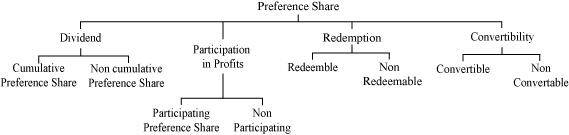 Preference Share
Dividend
Participation
in Profits
Redemption
Convertibility
Cumulative
Preference Share
Non cumulative
Preference Share
Redeemble
Non
Redeemable
Convertible
Non
Convertable
Participating
Preference Share
Non
Participating